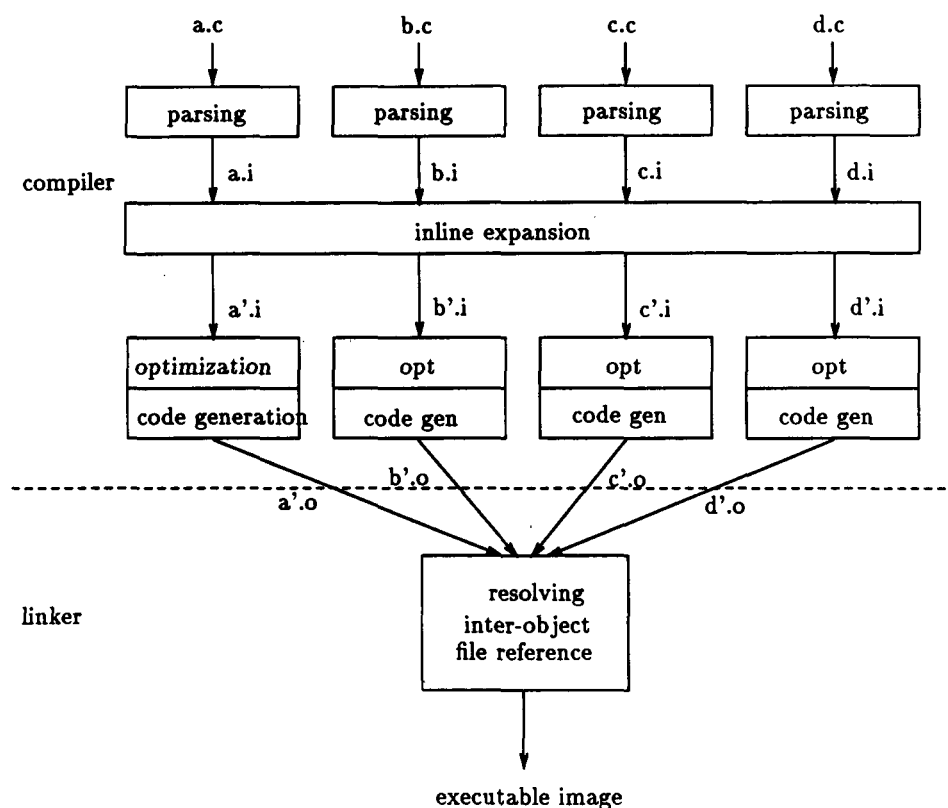 a.c b.c c.c d.c
parsing parsing parsing parsing
a.i b.i c.i d.i
compiler
inline expansion
a'.i b'.i c'.i d'.i
optimization opt opt opt
code generation code gen code gen code gen
b'.o c'.o
a'.o d'.o
resolving
linker
inter-object
file reference
executable image